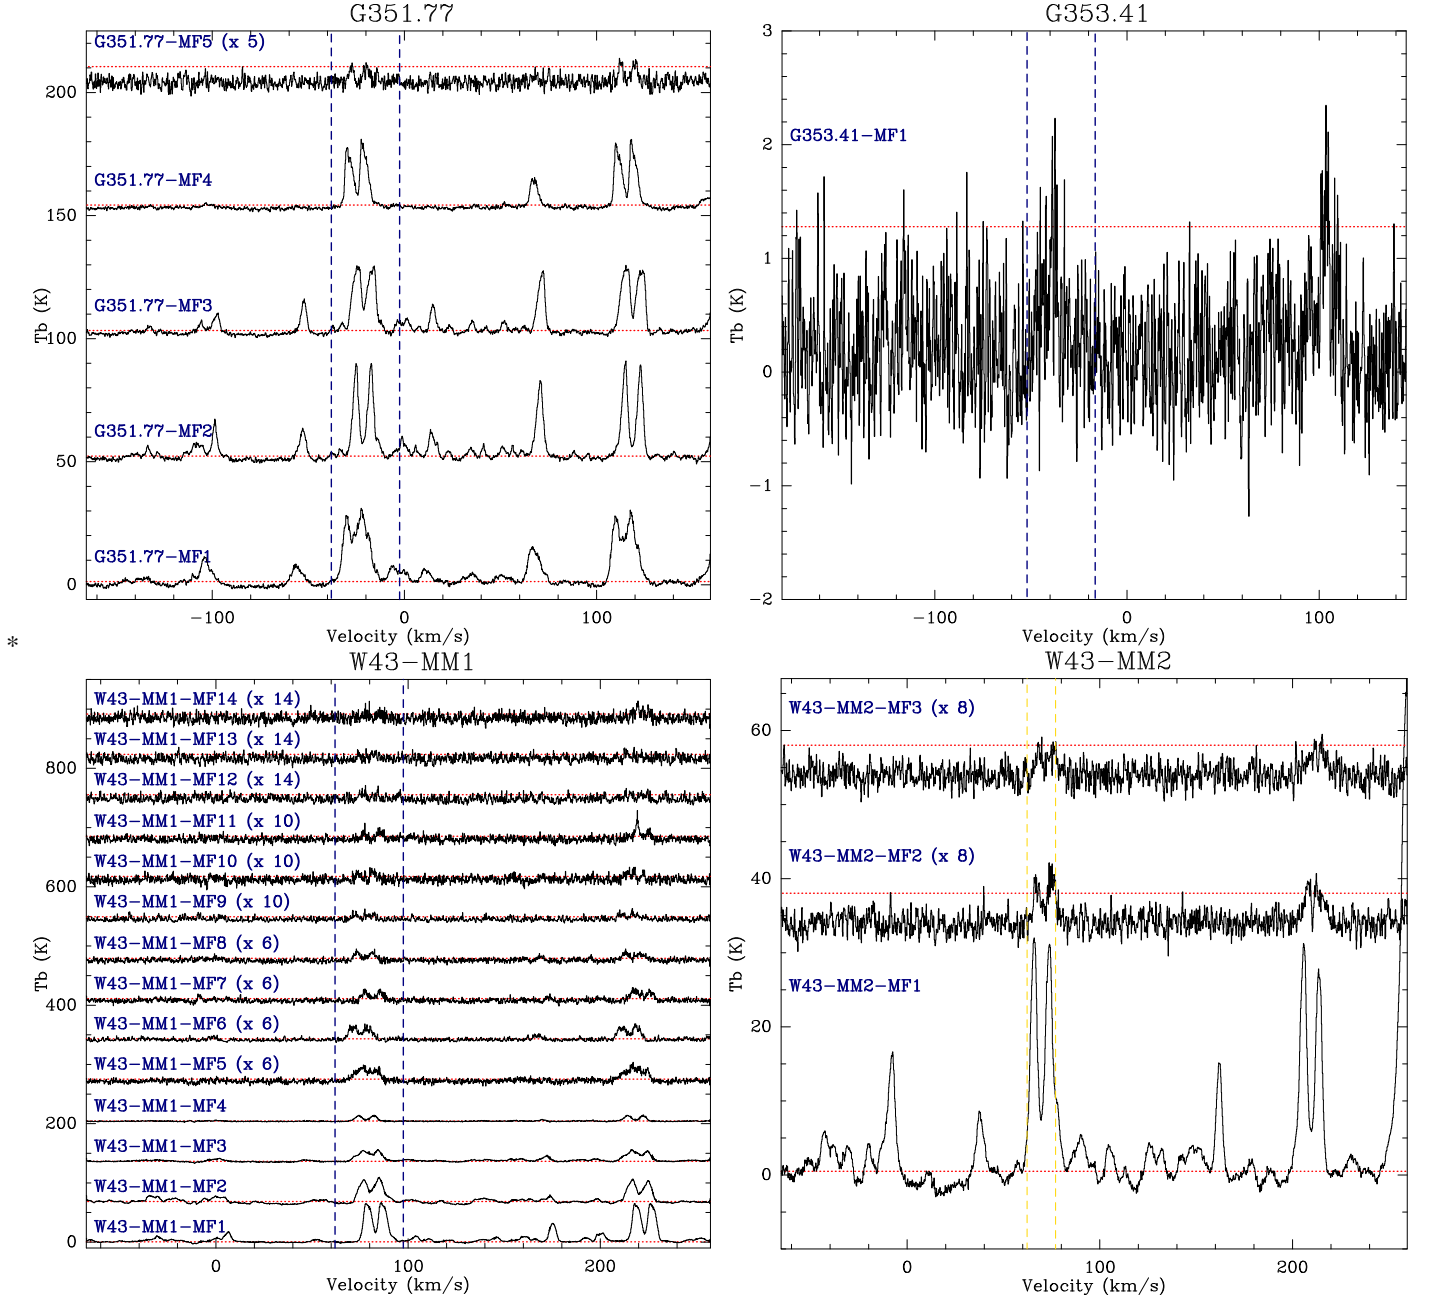 G351.77
G351.77-MF5 (x 5)
G351.77-MF4
G351.77-MF3
G351.77-MF2
G351.77-MF1
200
150
100
50
0
Tb (K)
-100 0 100
Velocity (km/s)
G353.41
G353.41-MF1
3
2
1
0
-1
-2
Tb (K)
-100 0 100
Velocity (km/s)
*
W43-MM1
W43-MM1-MF14 (x 14)
W43-MM1-MF13 (x 14)
W43-MM1-MF12 (x 14)
W43-MM1-MF11 (x 10)
W43-MM1-MF10 (x 10)
W43-MM1-MF9 (x 10)
W43-MM1-MF8 (x 6)
W43-MM1-MF7 (x 6)
W43-MM1-MF6 (x 6)
W43-MM1-MF5 (x 6)
W43-MM1-MF4
W43-MM1-MF3
W43-MM1-MF2
W43-MM1-MF1
800
600
400
200
0
Tb (K)
0 200
Velocity (km/s)
W43-MM2
W43-MM2-MF3 (x 8)
W43-MM2-MF2 (x 8)
W43-MM2-MF1
60
40
20
0
Tb (K)
0 100 200
Velocity (km/s)